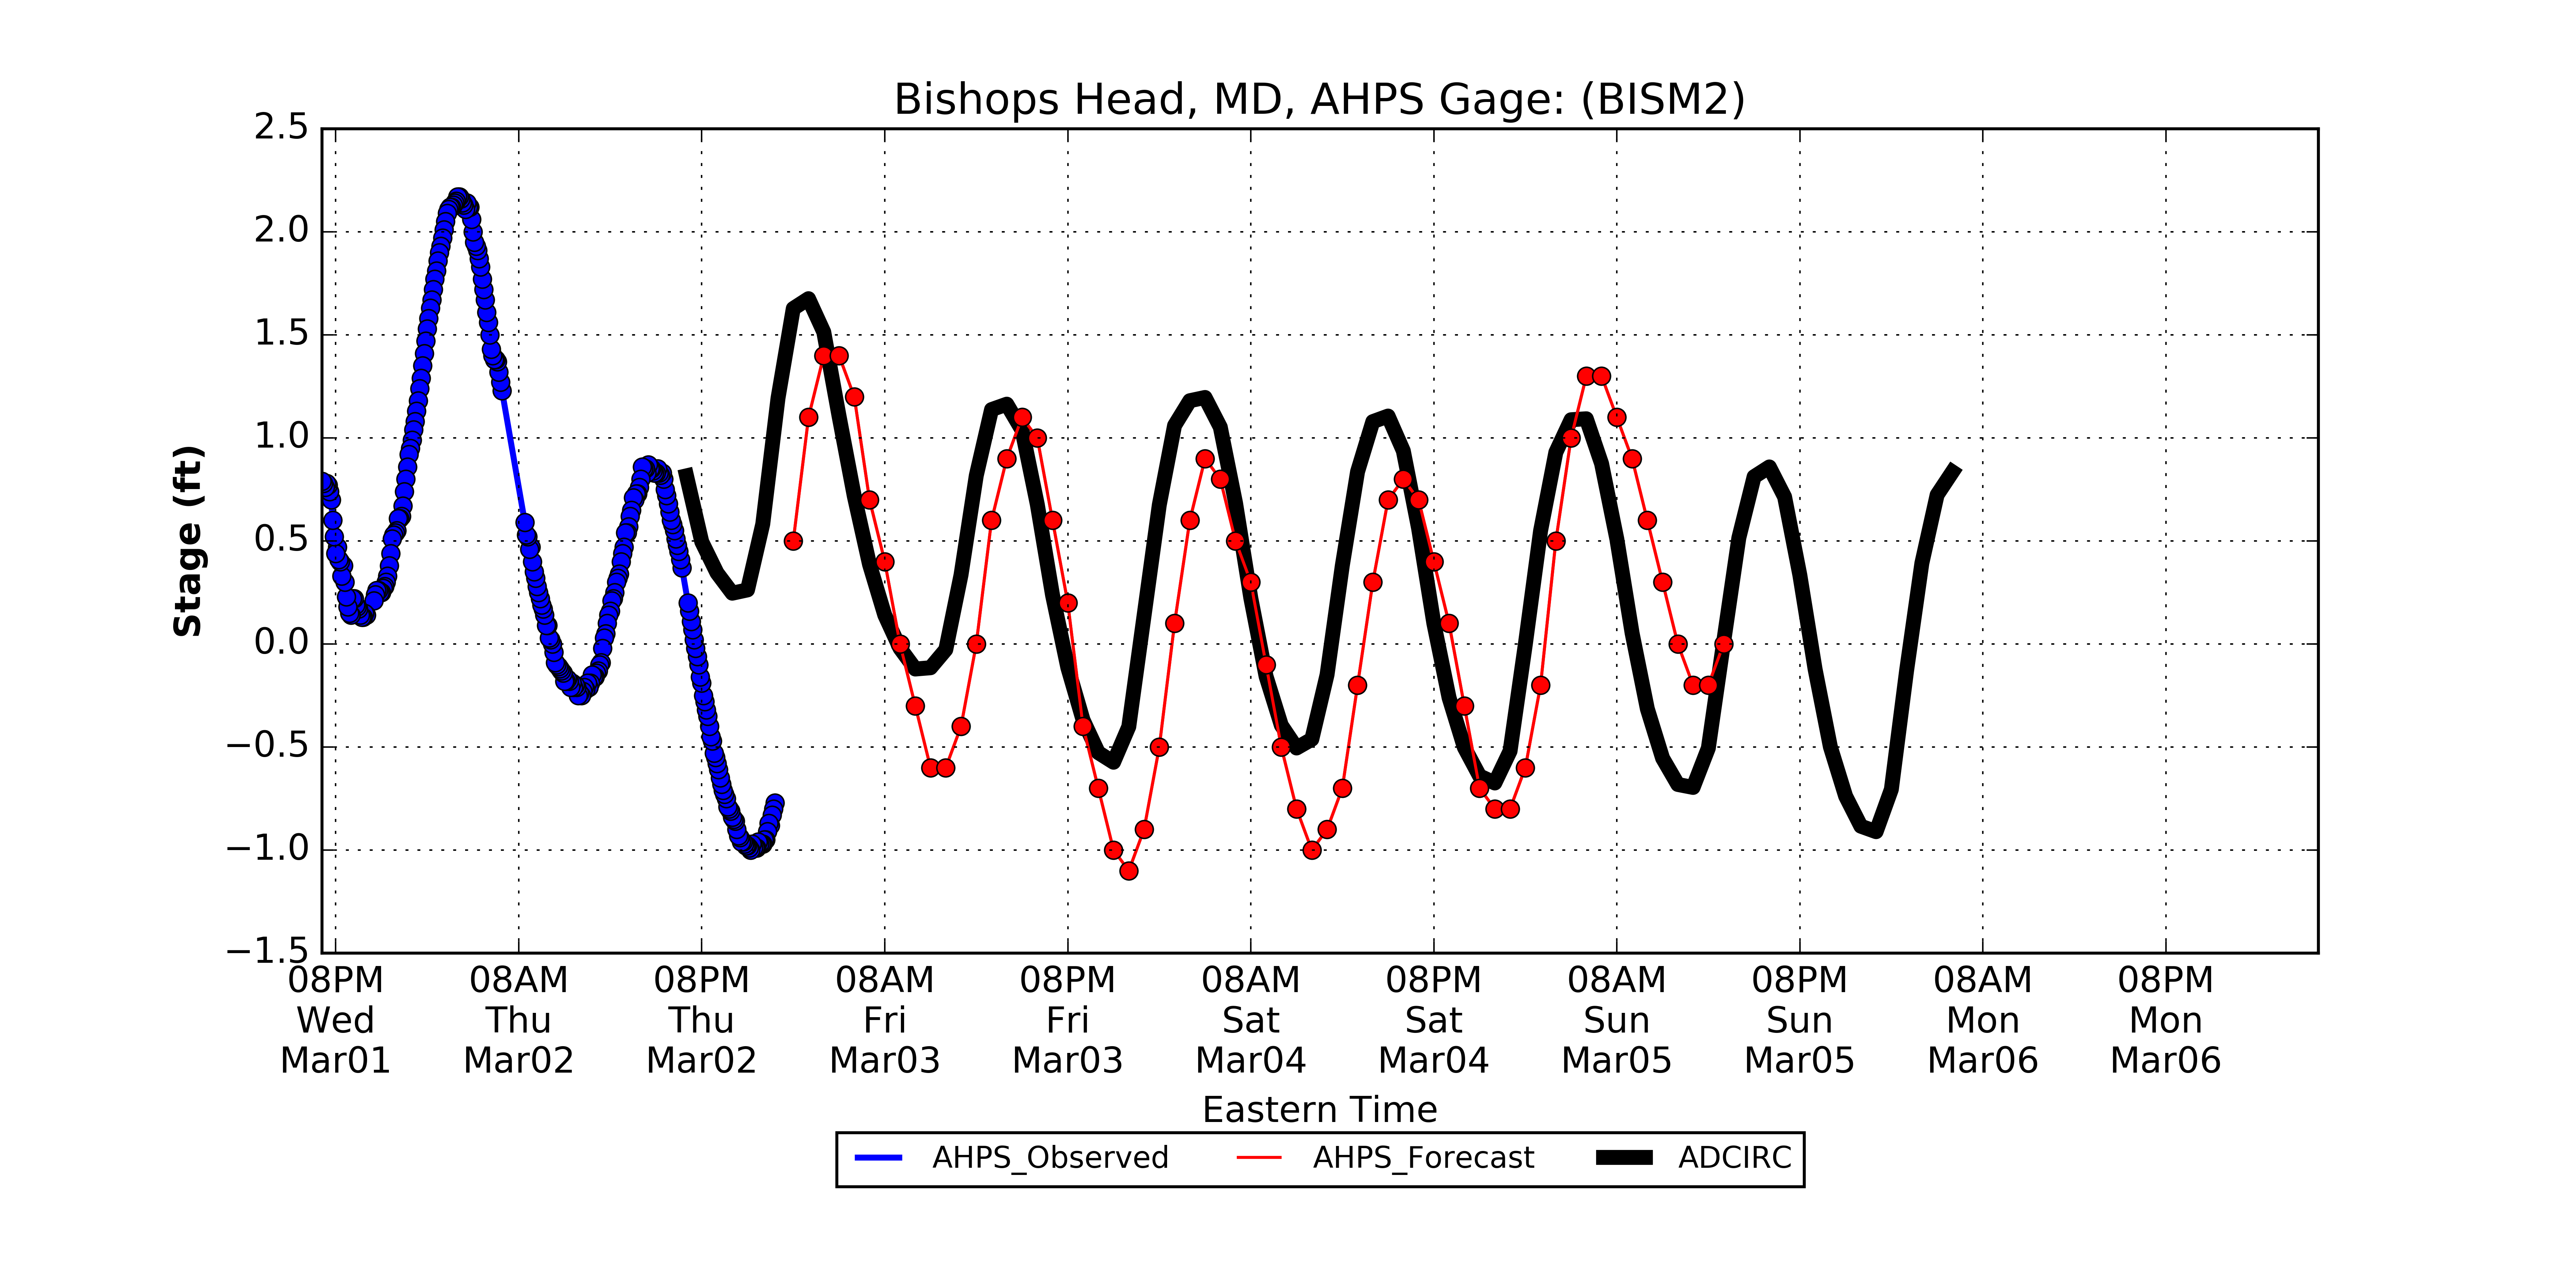 Bishops Head, MD, AHPS Gage: (BISM2)
2.5
2.0
1.5
1.0
0.5
0.0
−0.5
−1.0
−1.5
Stage (ft)
08PM 08AM 08PM 08AM 08PM 08AM 08PM 08AM 08PM 08AM 08PM
Wed Thu Thu Fri Fri Sat Sat Sun Sun Mon Mon
Mar01 Mar02 Mar02 Mar03 Mar03 Mar04 Mar04 Mar05 Mar05 Mar06 Mar06
Eastern Time
AHPS_Observed AHPS_Forecast ADCIRC